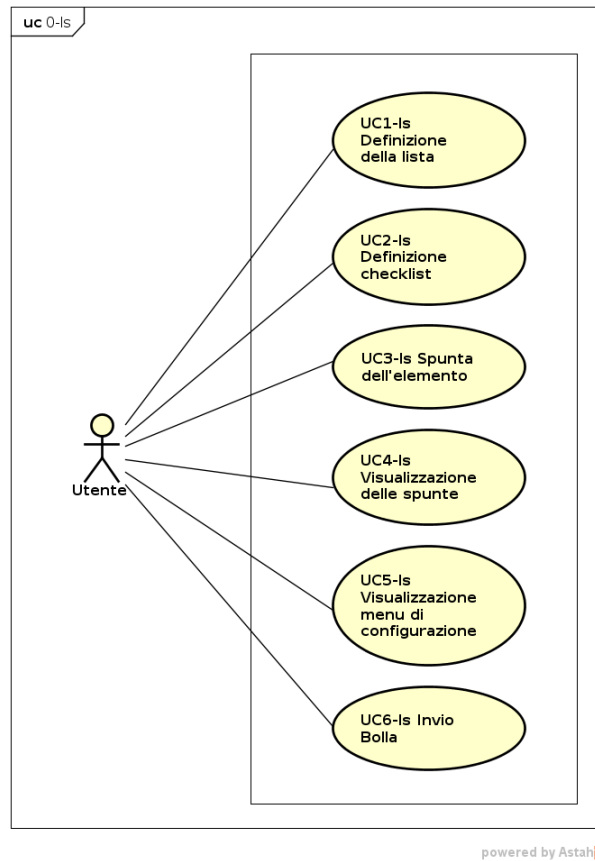 uc 0-ls
UC1-ls
Definizione
della lista
UC2-ls
Definizione
checklist
UC3-ls Spunta
dell'elemento
UC4-ls
Visualizzazione
delle spunte
Utente
UC5-ls
Visualizzazione
menu di
configurazione
UC6-ls Invio
Bolla
powered by Astah